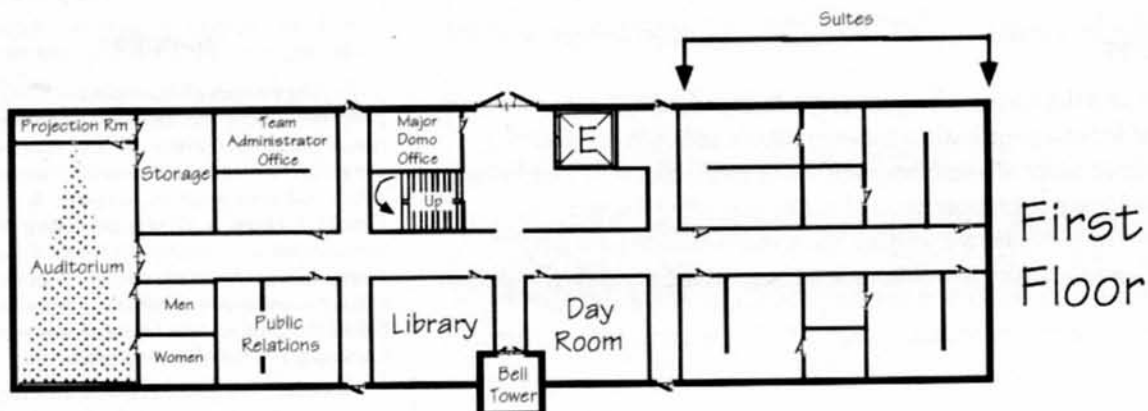 Suites
Projection Rm
Team
Administrator
Office
Major
Domo
Office
E
Storage
Up
First
Floor
Auditorium
Men
Women
Public
Relations
Library
Day
Room
Bell
Tower